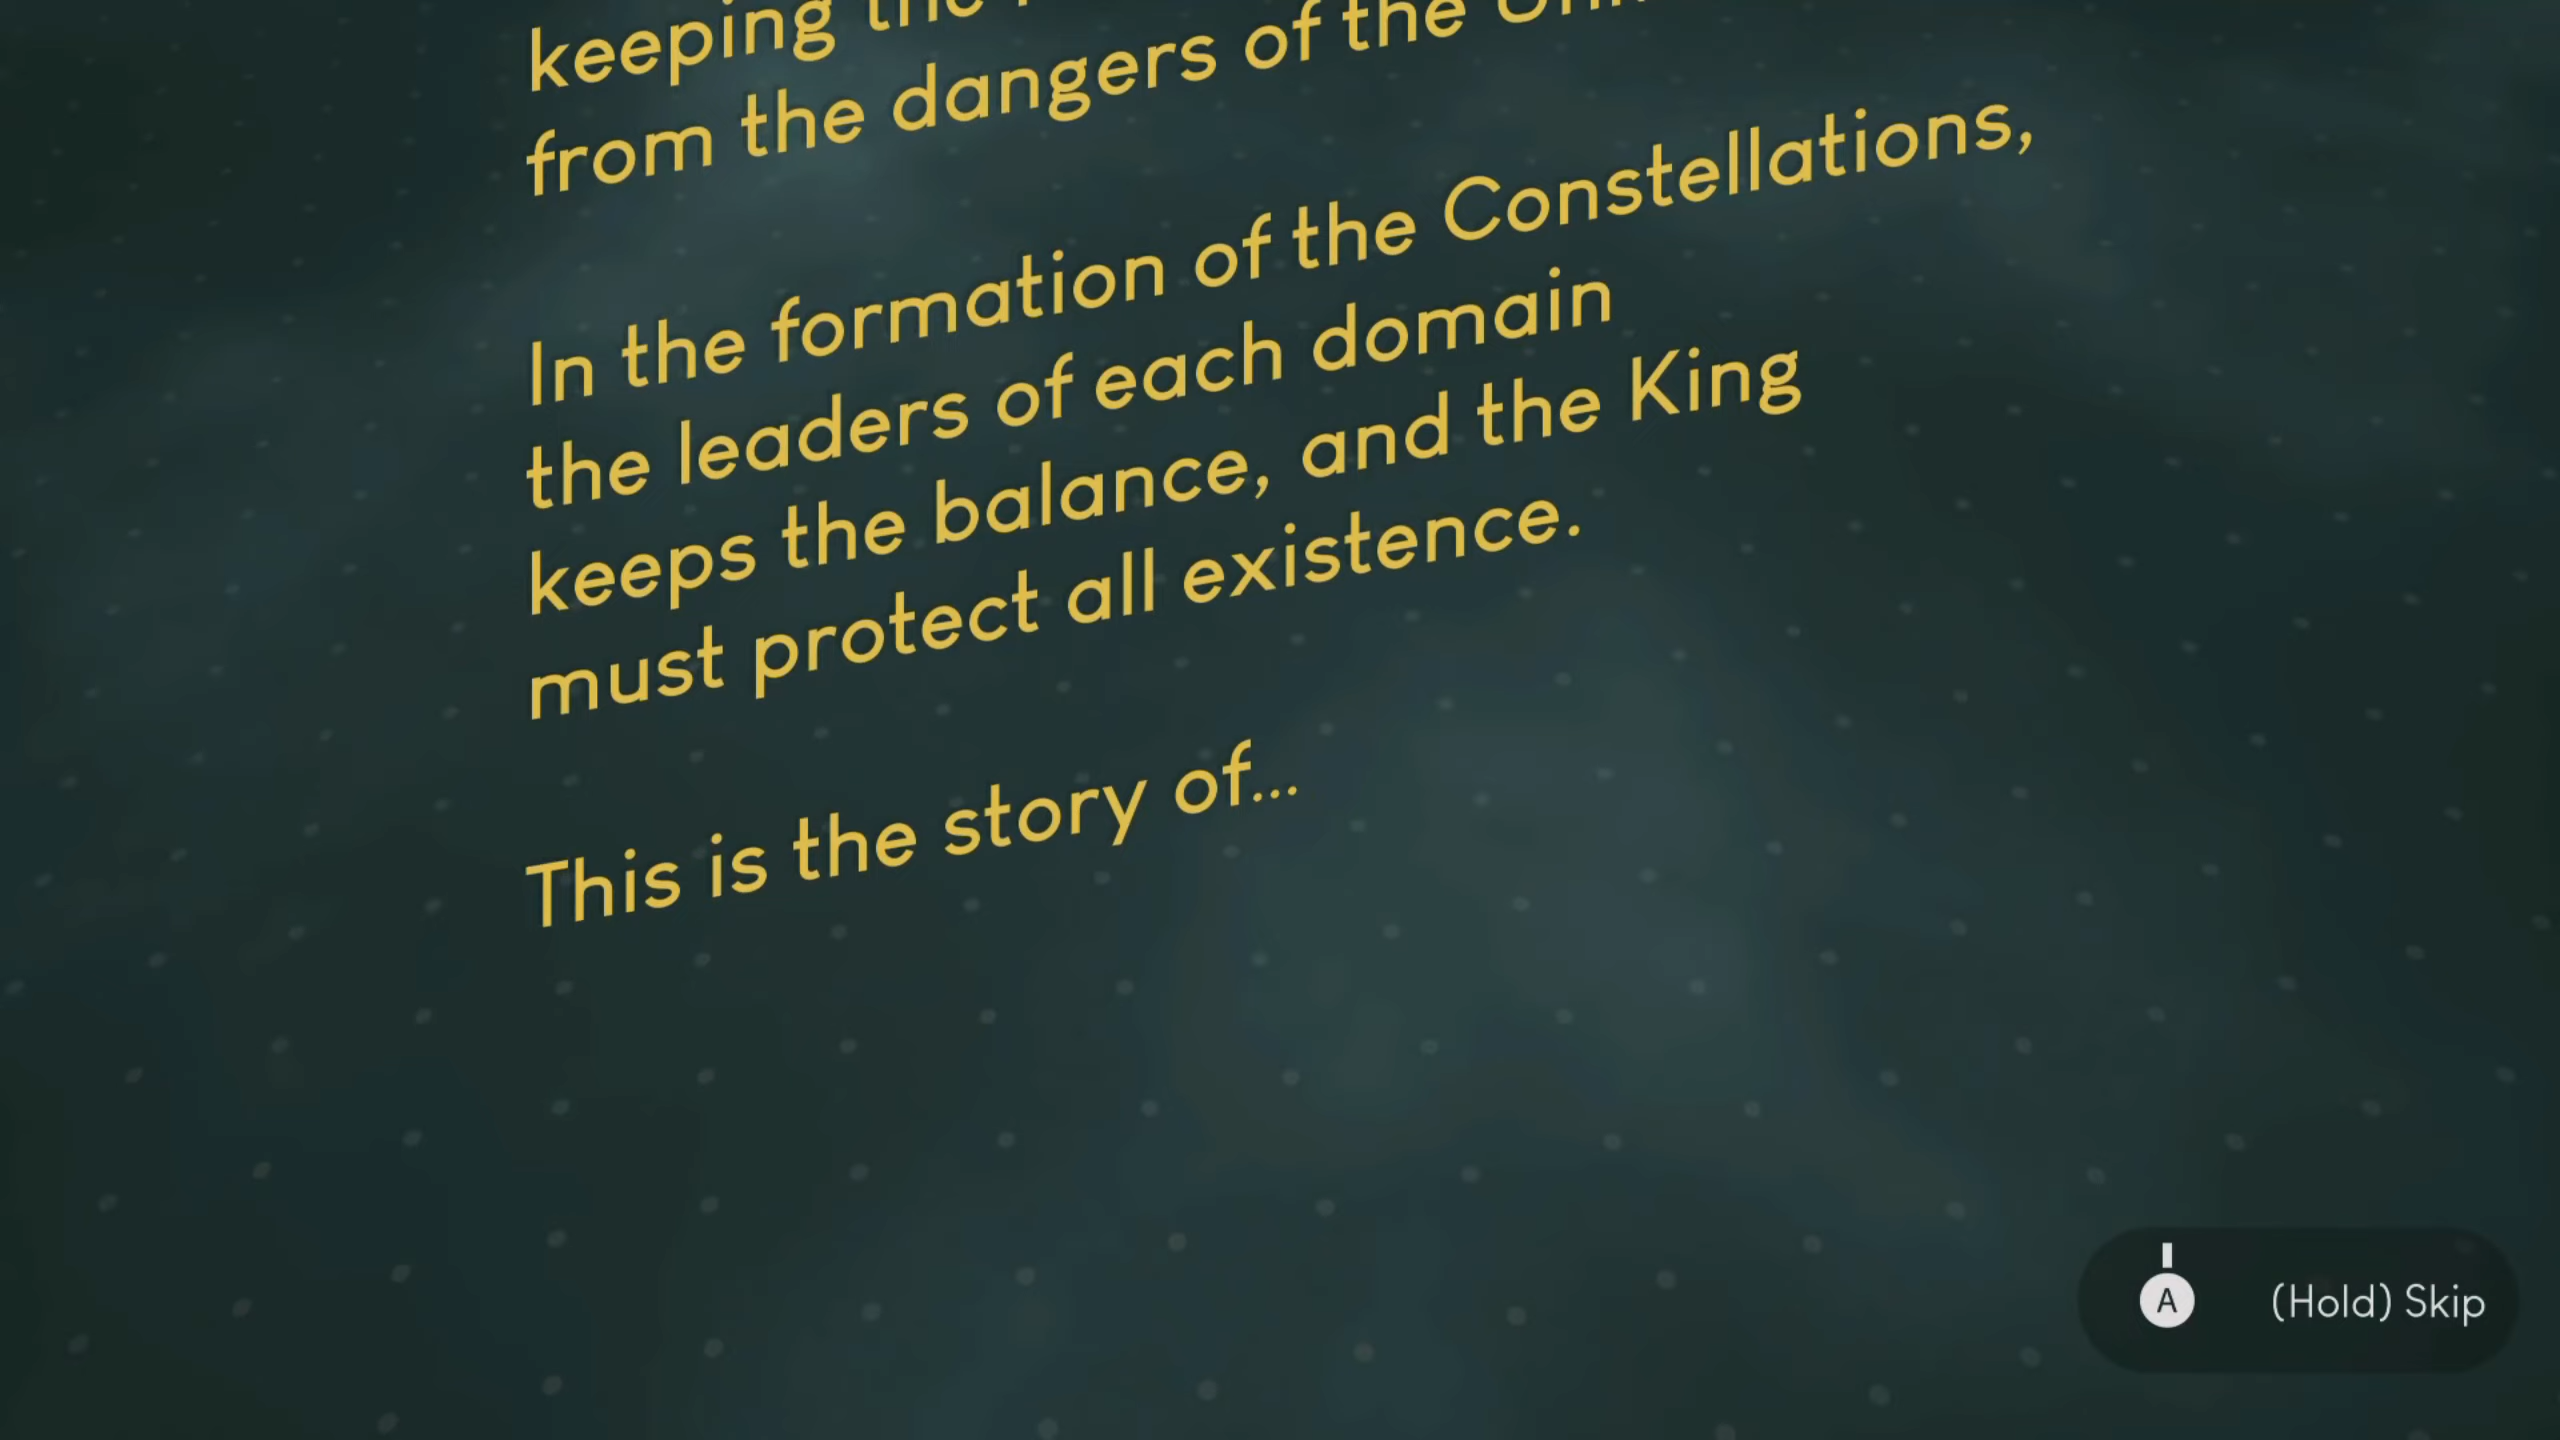 keeping the
from the dangers of the
In the formation of the Constellations,
the leaders of each domain
keeps the balance, and the King
must protect all existence.
This is the story of...
A (Hold) Skip